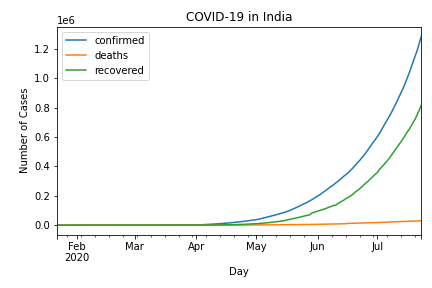 COVID-19 in India
1e6
confirmed
deaths
recovered
1.2
1.0
0.8
0.6
0.4
0.2
0.0
Number of Cases
Feb Mar Apr May Jun Jul
2020
Day